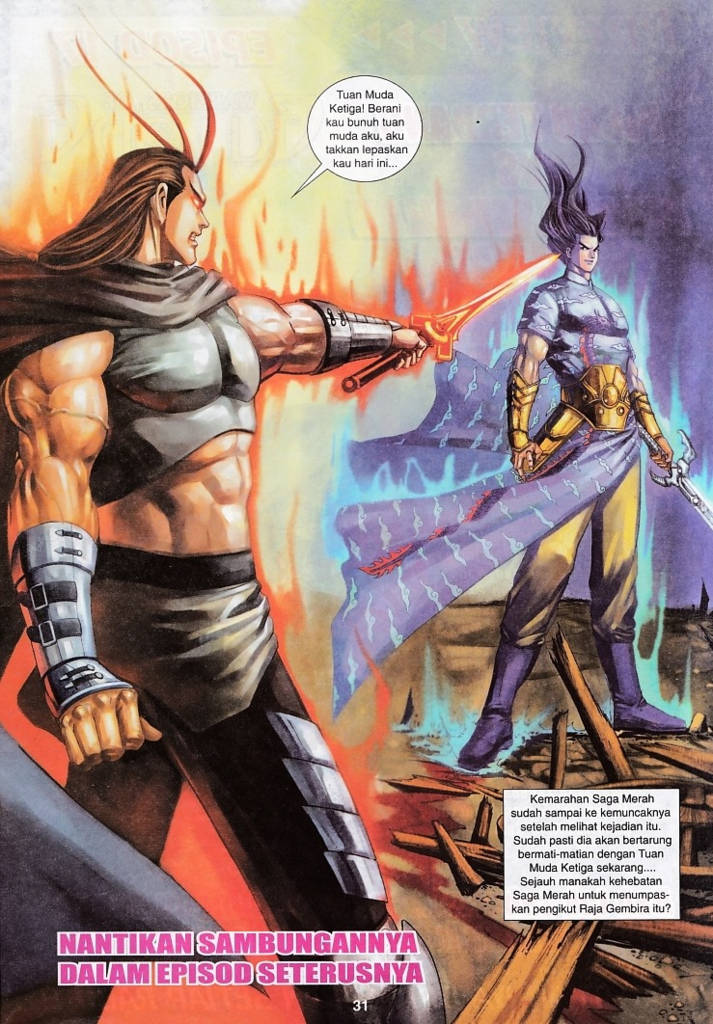 Tuan Muda
Ketiga! Berani
kau bunuh tuan
muda aku, aku
takkan lepaskan
kau hari ini...
Kemarahan Saga Merah
sudah sampai ke kemuncaknya
setelah melihat kejadian itu.
Sudah pasti dia akan bertarung
bermati-matian dengan Tuan
Muda Ketiga sekarang....
Sejauh manakah kehebatan
Saga Merah untuk menumpas-
kan pengikut Raja Gembira itu?
NANTIKAN SAMBUNGANNYA
DALAM EPISOD SETERUSNYA
31